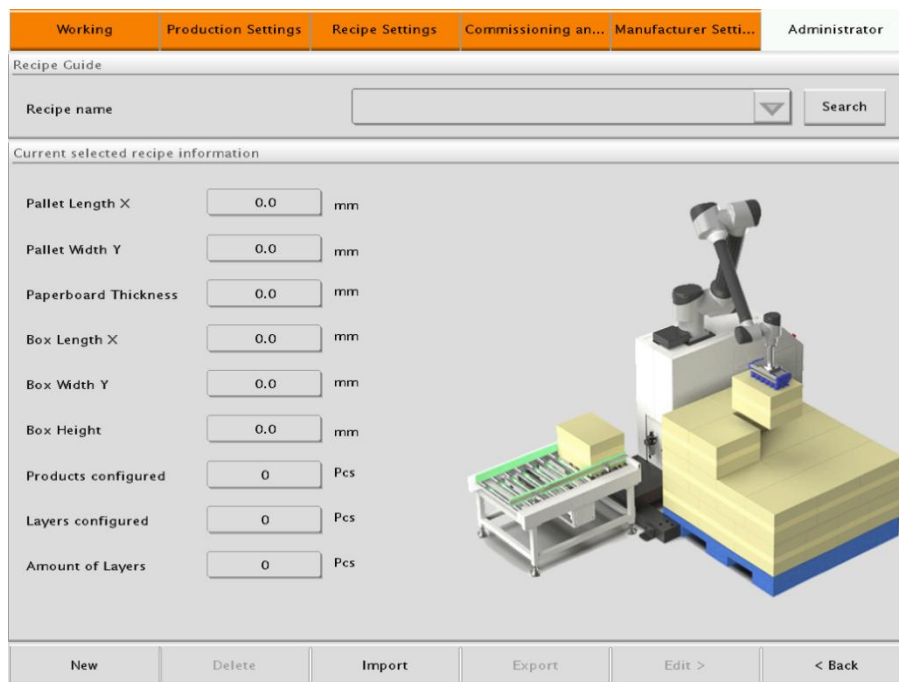 Working Production Settings Recipe Settings Commissioning an... Manufacturer Setti... Administrator
Recipe Guide
Recipe name Search
Current selected recipe information
Pallet Length X 0.0 mm
Pallet Width Y 0.0 mm
Paperboard Thickness 0.0 mm
Box Length X 0.0 mm
Box Width Y 0.0 mm
Box Height 0.0 mm
Products configured 0 Pcs
Layers configured 0 Pcs
Amount of Layers 0 Pcs
New Delete Import Export Edit > < Back